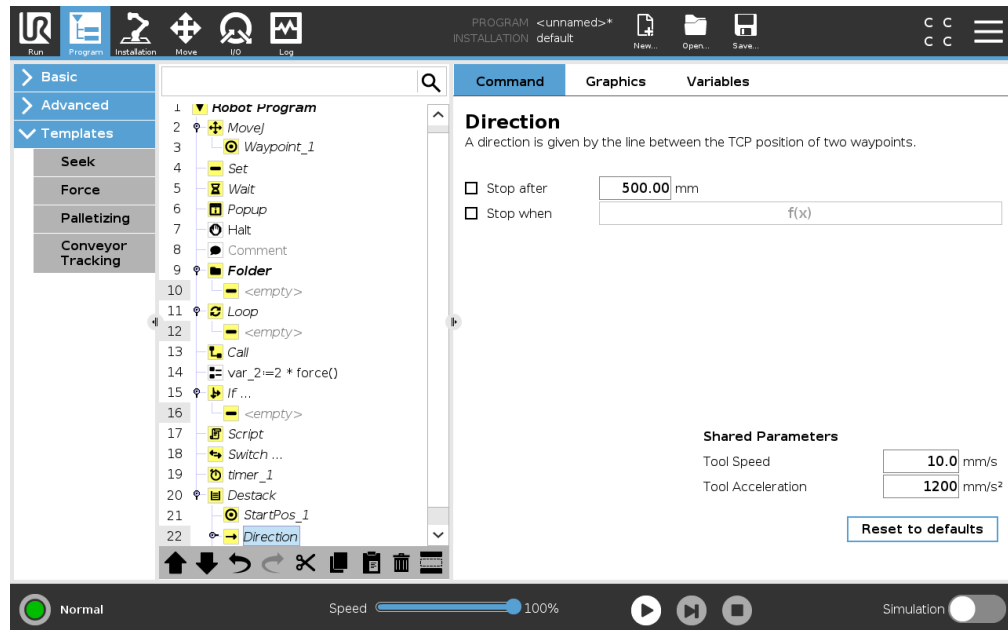 PROGRAM <unnamed>*
INSTALLATION default
UR
Run Program Installation Move I/O Log
New... Open... Save...
C C
C C
Basic
Advanced
Templates
Seek
Force
Palletizing
Conveyor
Tracking
1 Robot Program
2 MoveJ
3 Waypoint_1
4 Set
5 Wait
6 Popup
7 Halt
8 Comment
9 Folder
10 <empty>
11 Loop
12 <empty>
13 Call
14 var_2:=2 * force()
15 If ...
16 <empty>
17 Script
18 Switch ...
19 timer_1
20 Destack
21 StartPos_1
22 Direction
Command Graphics Variables
Direction
A direction is given by the line between the TCP position of two waypoints.
Stop after 500.00 mm
Stop when f(x)
Shared Parameters
Tool Speed 10.0 mm/s
Tool Acceleration 1200 mm/s²
Reset to defaults
Normal
Speed 100%
Simulation